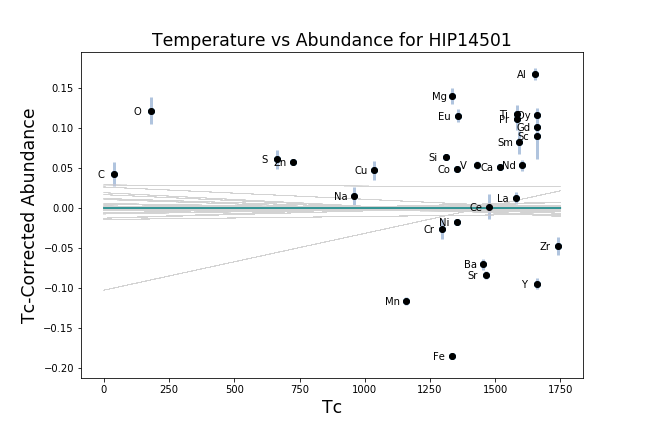 Temperature vs Abundance for HIP14501
Tc-Corrected Abundance
0.15
0.10
0.05
0.00
−0.05
−0.10
−0.15
−0.20
Al
Mg
O
Eu
Ti
Dy
Pr
Gd
Sc
Sm
Si
S
Zn
V
Nd
Ca
Co
Cu
C
Na
La
Ce
Ni
Cr
Zr
Ba
Sr
Y
Mn
Fe
0 250 500 750 1000 1250 1500 1750
Tc